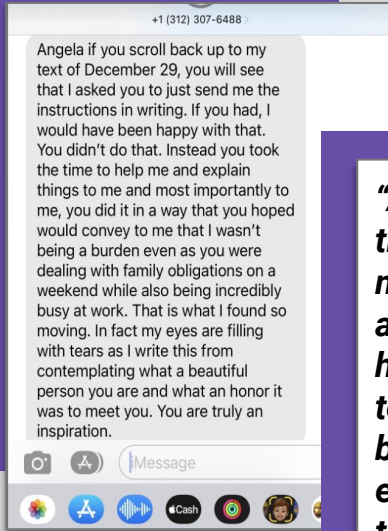 +1 (312) 307-6488 >
Angela if you scroll back up to my
text of December 29, you will see
that I asked you to just send me the
instructions in writing. If you had, I
would have been happy with that.
You didn’t do that. Instead you took
the time to help me and explain
things to me and most importantly to
me, you did it in a way that you hoped
would convey to me that I wasn’t
being a burden even as you were
dealing with family obligations on a
weekend while also being incredibly
busy at work. That is what I found so
moving. In fact my eyes are filling
with tears as I write this from
contemplating what a beautiful
person you are and what an honor it
was to meet you. You are truly an
inspiration.
iMessage
Cash